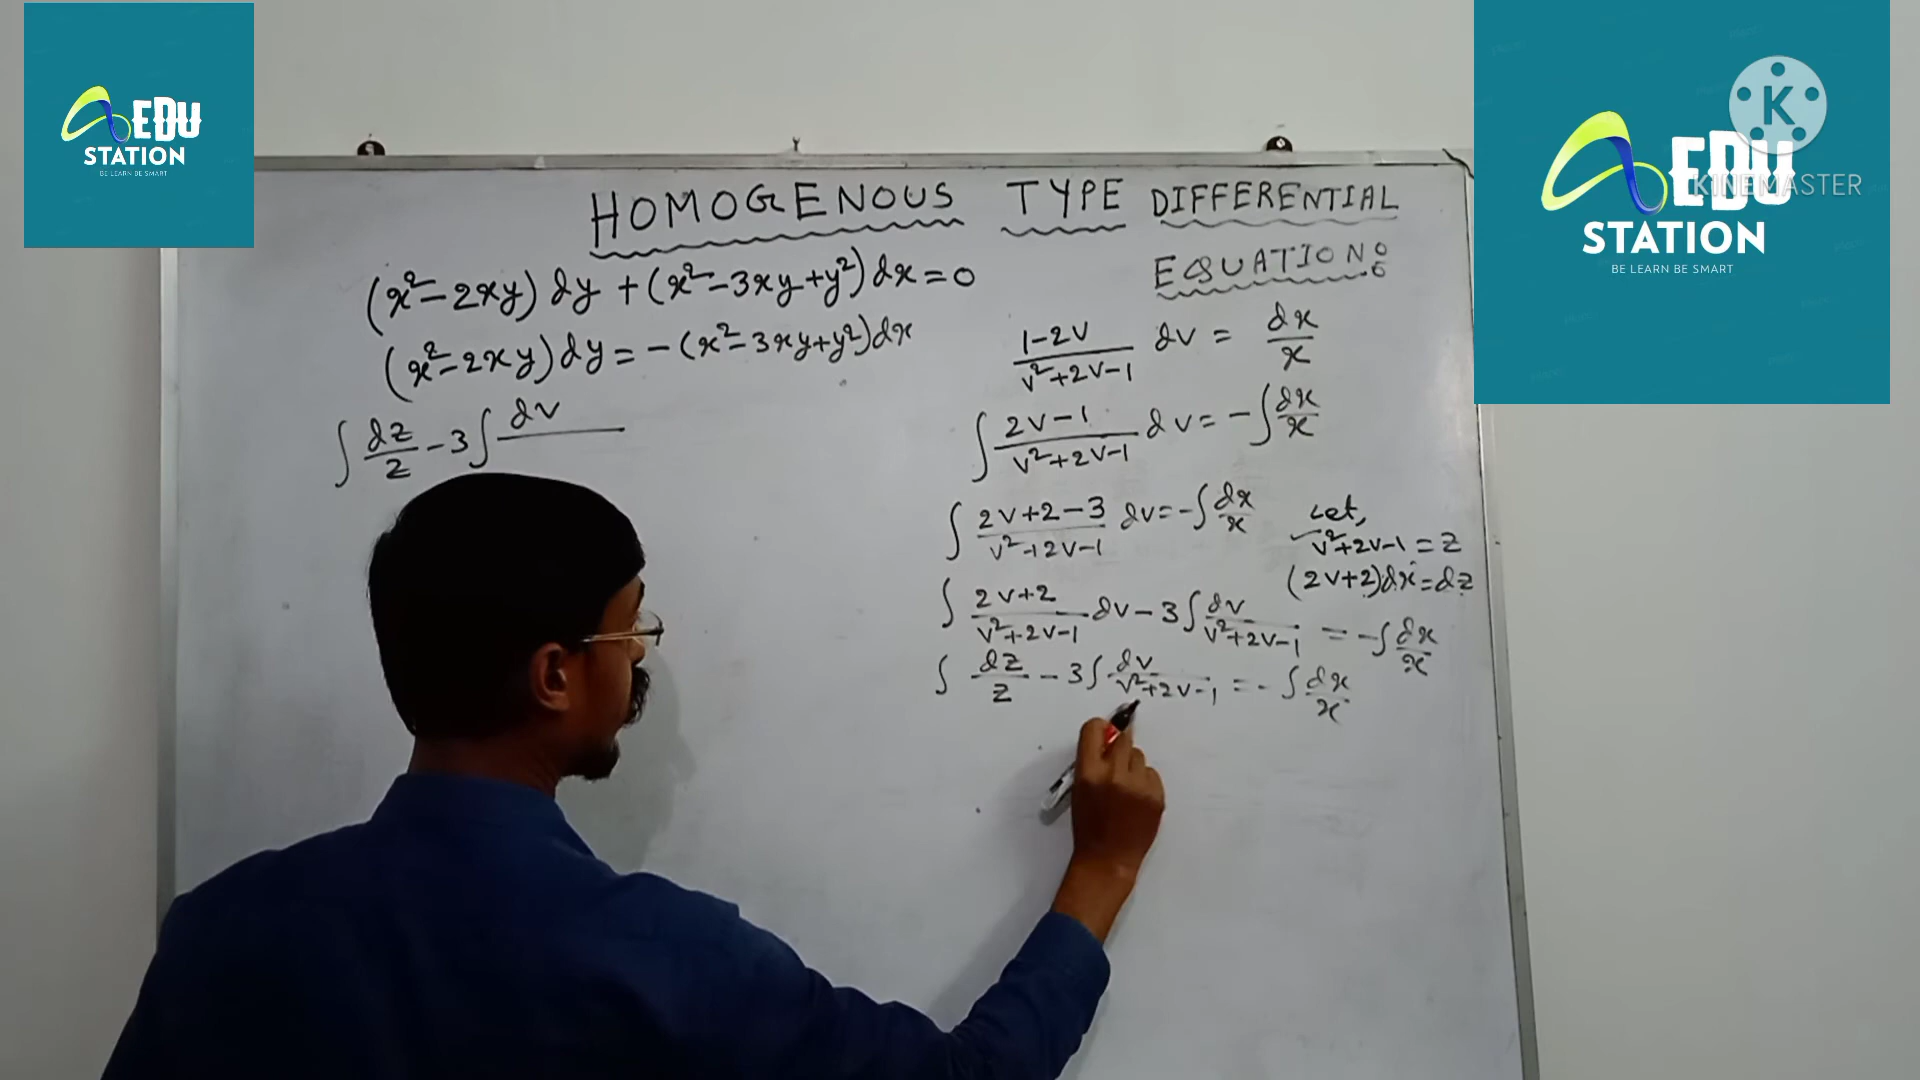 EDU
STATION
BE LEARN BE SMART
EDU
STATION
BE LEARN BE SMART
K
KINEMASTER
HOMOGENOUS TYPE DIFFERENTIAL
EQUATION:
(x²-2xy) dy + (x²-3xy+y²) dx = 0
(x²-2xy) dy = -(x²-3xy+y²) dx
∫ dz/z - 3 ∫ dv
1-2v/v²+2v-1 dv = dx/x
∫ 2v-1/v²+2v-1 dv = - ∫ dx/x
∫ 2v+2-3/v²+2v-1 dv = - ∫ dx/x
Let,
v²+2v-1 = z
(2v+2)dx = dz
∫ 2v+2/v²+2v-1 dv - 3 ∫ dv/v²+2v-1 = - ∫ dx/x
∫ dz/z - 3 ∫ dv/v²+2v-1 = - ∫ dx/x